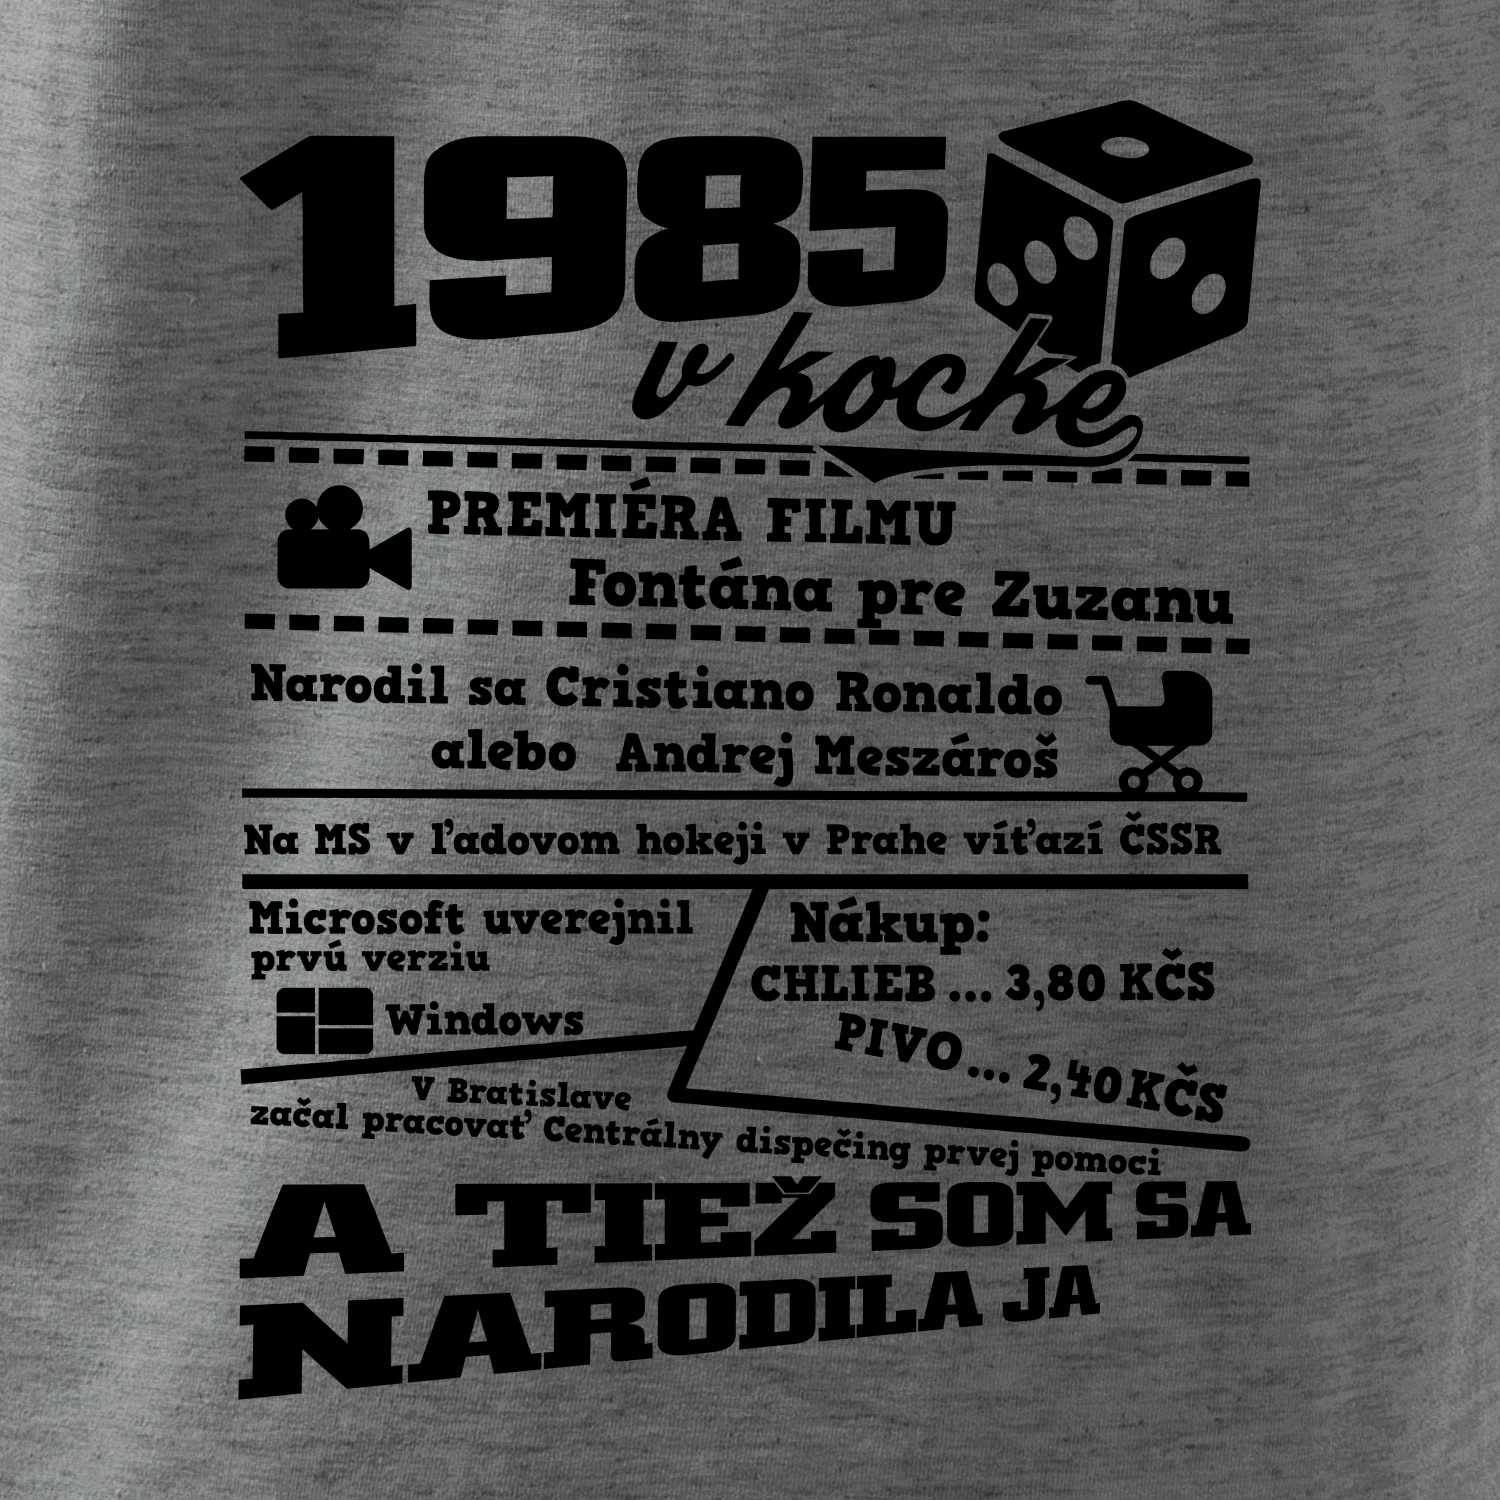 1985
v kocke
PREMIÉRA FILMU
Fontána pre Zuzanu
Narodil sa Cristiano Ronaldo
alebo Andrej Meszároš
Na MS v ľadovom hokeji v Prahe víťazí ČSSR
Microsoft uverejnil
prvú verziu
Windows
Nákup:
CHLIEB ... 3,80 KČS
PIVO ... 2,40 KČS
V Bratislave
začal pracovať Centrálny dispečing prvej pomoci
A TIEŽ SOM SA
NARODILA JA